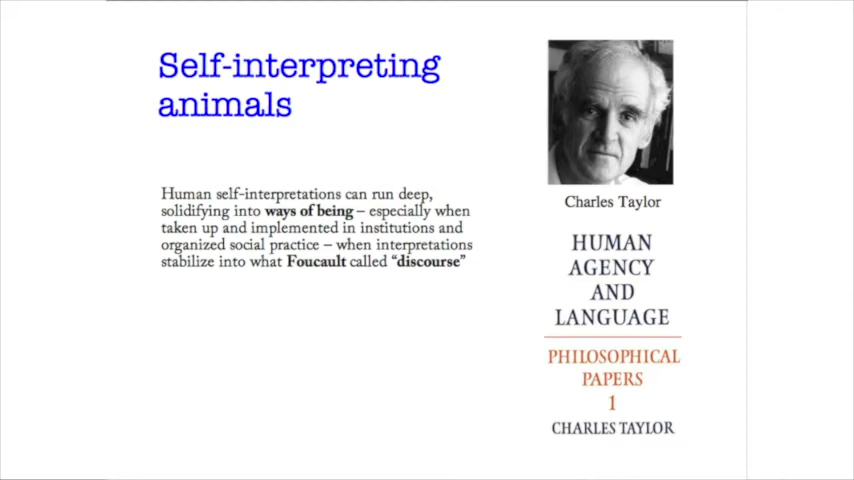 Self-interpreting
animals
Human self-interpretations can run deep,
solidifying into ways of being – especially when
taken up and implemented in institutions and
organized social practice – when interpretations
stabilize into what Foucault called “discourse”
Charles Taylor
HUMAN
AGENCY
AND
LANGUAGE
PHILOSOPHICAL
PAPERS
1
CHARLES TAYLOR